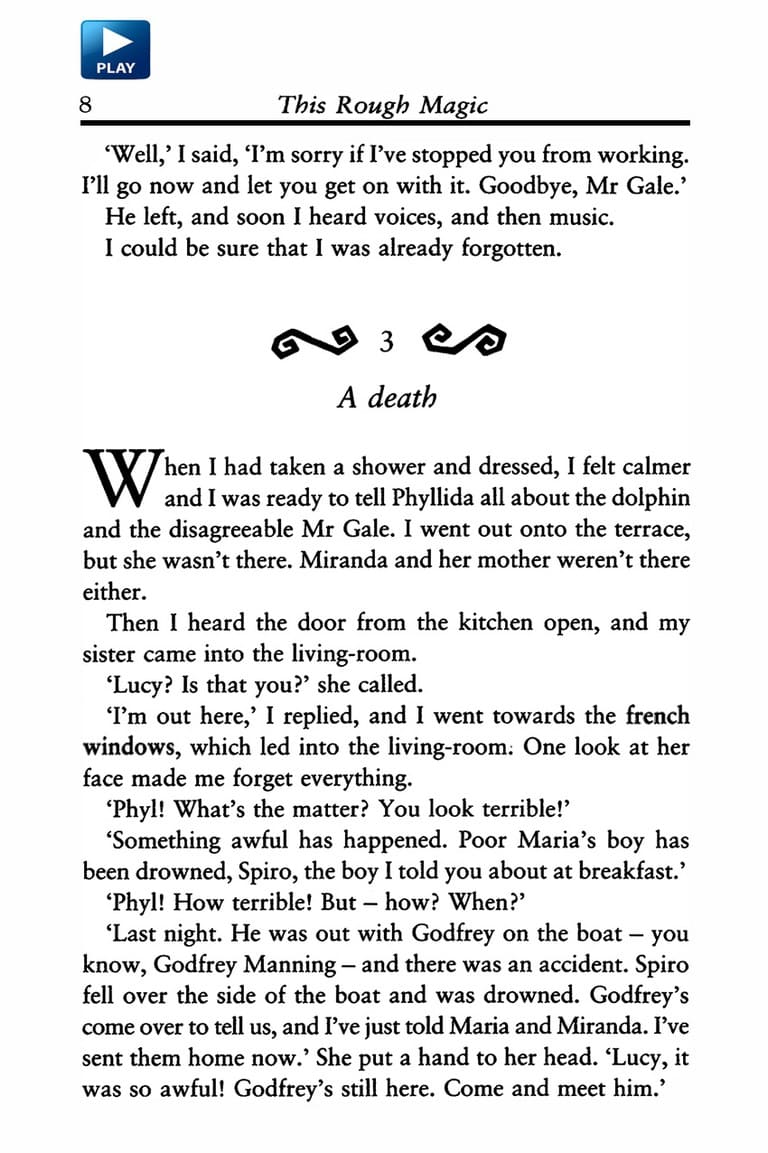 PLAY
8 This Rough Magic
‘Well,’ I said, ‘I’m sorry if I’ve stopped you from working.
I’ll go now and let you get on with it. Goodbye, Mr Gale.’
He left, and soon I heard voices, and then music.
I could be sure that I was already forgotten.
3
A death
When I had taken a shower and dressed, I felt calmer
and I was ready to tell Phyllida all about the dolphin
and the disagreeable Mr Gale. I went out onto the terrace,
but she wasn’t there. Miranda and her mother weren’t there
either.
Then I heard the door from the kitchen open, and my
sister came into the living-room.
‘Lucy? Is that you?’ she called.
‘I’m out here,’ I replied, and I went towards the french
windows, which led into the living-room. One look at her
face made me forget everything.
‘Phyl! What’s the matter? You look terrible!’
‘Something awful has happened. Poor Maria’s boy has
been drowned, Spiro, the boy I told you about at breakfast.’
‘Phyl! How terrible! But – how? When?’
‘Last night. He was out with Godfrey on the boat – you
know, Godfrey Manning – and there was an accident. Spiro
fell over the side of the boat and was drowned. Godfrey’s
come over to tell us, and I’ve just told Maria and Miranda. I’ve
sent them home now.’ She put a hand to her head. ‘Lucy, it
was so awful! Godfrey’s still here. Come and meet him.’